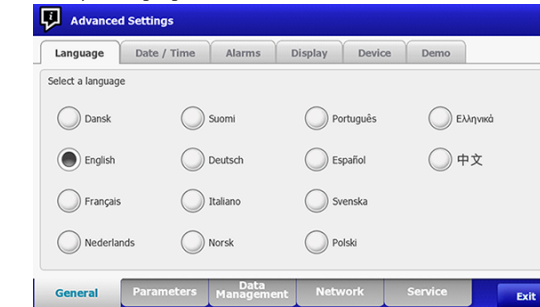 Advanced Settings
Language Date / Time Alarms Display Device Demo
Select a language
Dansk Suomi Português Ελληνικά
English Deutsch Español 中文
Français Italiano Svenska
Nederlands Norsk Polski
General Parameters Data Management Network Service Exit